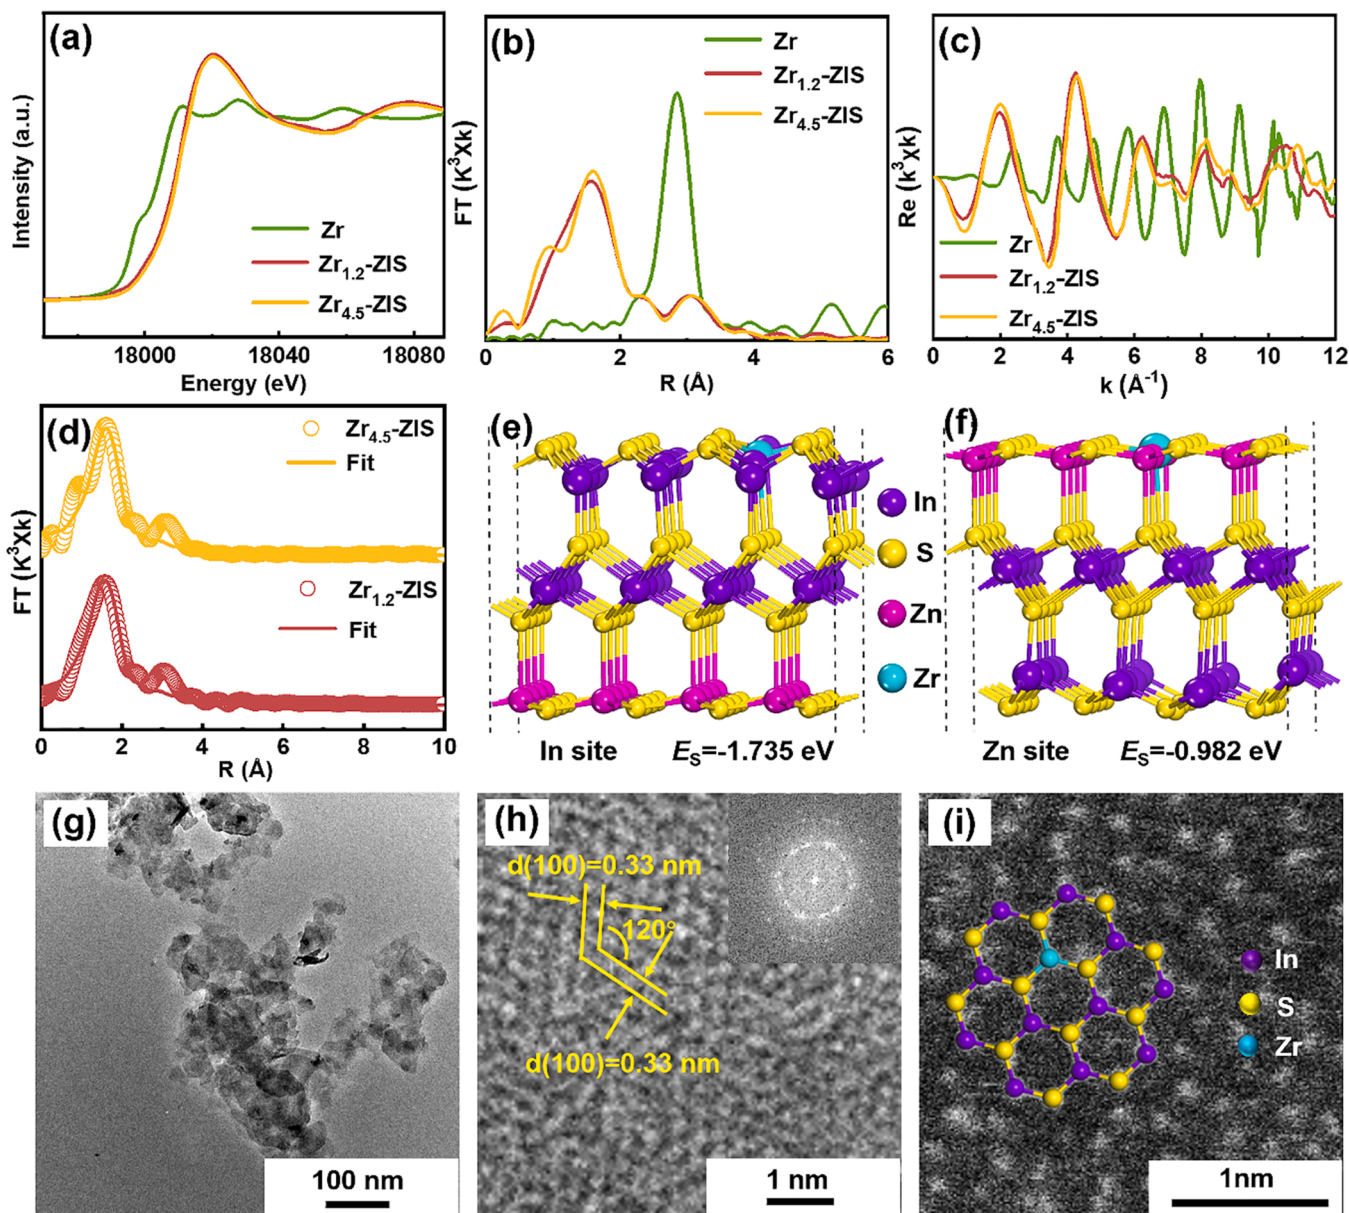 (a)
Intensity (a.u.)
Zr
Zr1.2-ZIS
Zr4.5-ZIS
18000 18040 18080
Energy (eV)
(b)
FT (K³Xk)
Zr
Zr1.2-ZIS
Zr4.5-ZIS
0 2 4 6
R (Å)
(c)
Re (k³χk)
Zr
Zr1.2-ZIS
Zr4.5-ZIS
0 2 4 6 8 10 12
k (Å⁻¹)
(d)
FT (K³Xk)
Zr4.5-ZIS
Fit
Zr1.2-ZIS
Fit
0 2 4 6 8 10
R (Å)
(e)
In site ES=-1.735 eV
In
S
Zn
Zr
(f)
Zn site ES=-0.982 eV
(g)
100 nm
(h)
d(100)=0.33 nm
120°
d(100)=0.33 nm
1 nm
(i)
In
S
Zr
1nm